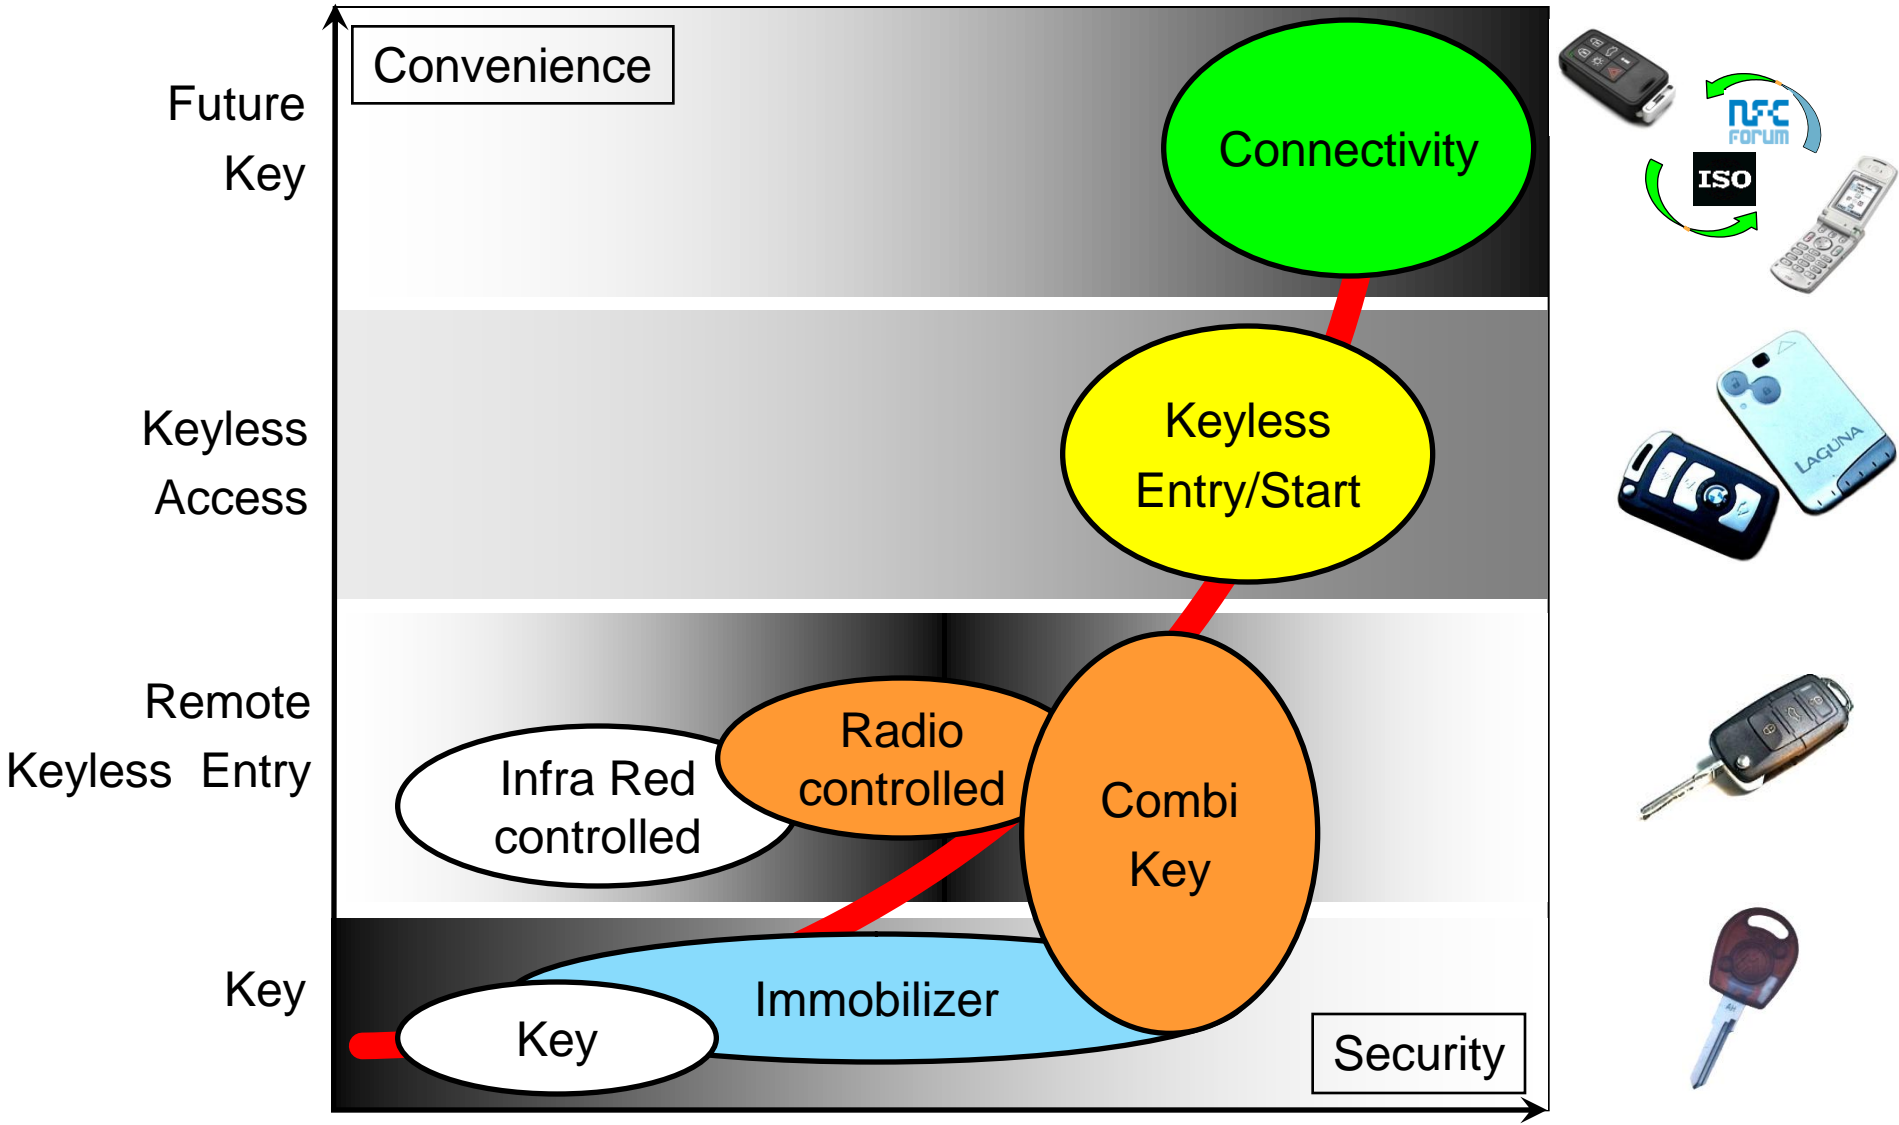 Convenience
Future
Key
Connectivity
NFC
FORUM
ISO
Keyless
Access
Keyless
Entry/Start
LAGUNA
Remote
Keyless Entry
Infra Red
controlled
Radio
controlled
Combi
Key
Key
Immobilizer
Key
Security
AH